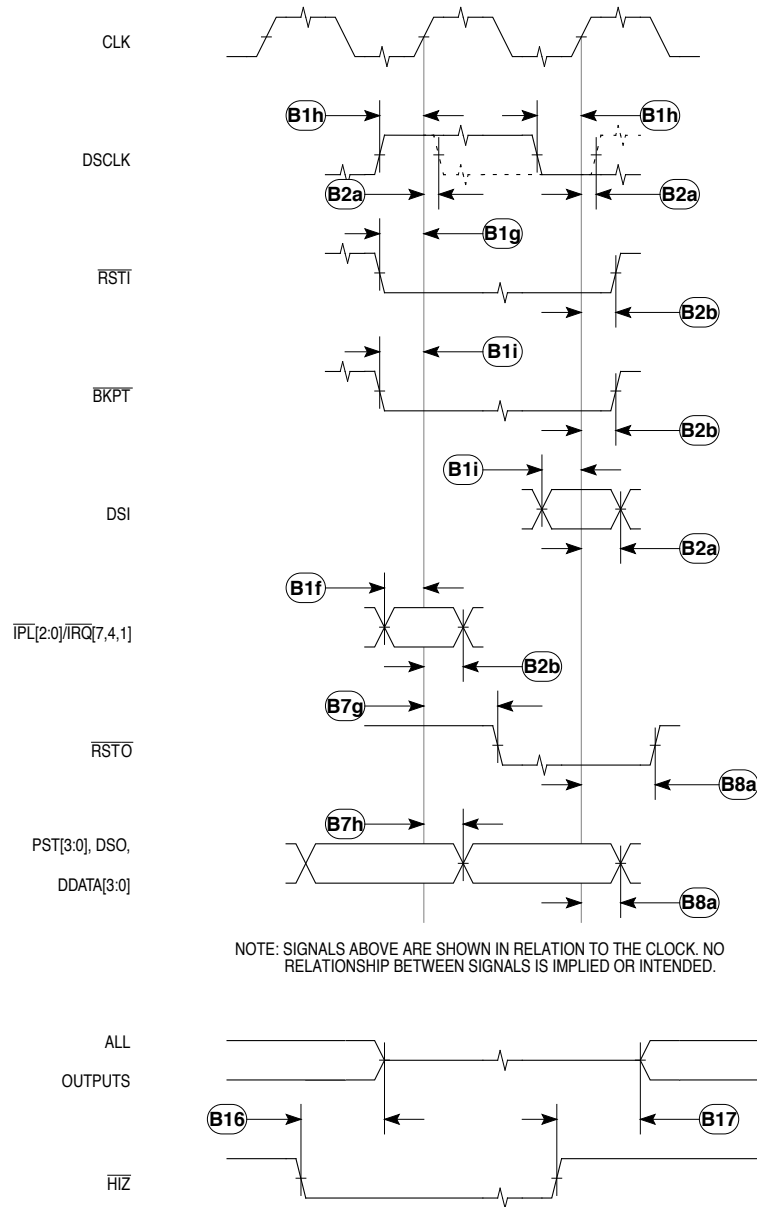 CLK
B1h
B1h
DSCLK
B2a
B2a
B1g
RSTI
B2b
B1i
BKPT
B2b
B1i
DSI
B2a
B1f
IPL[2:0]/IRQ[7,4,1]
B2b
B7g
RSTO
B8a
B7h
PST[3:0], DSO,
DDATA[3:0]
B8a
NOTE: SIGNALS ABOVE ARE SHOWN IN RELATION TO THE CLOCK. NO
RELATIONSHIP BETWEEN SIGNALS IS IMPLIED OR INTENDED.
ALL
OUTPUTS
B16
B17
HIZ